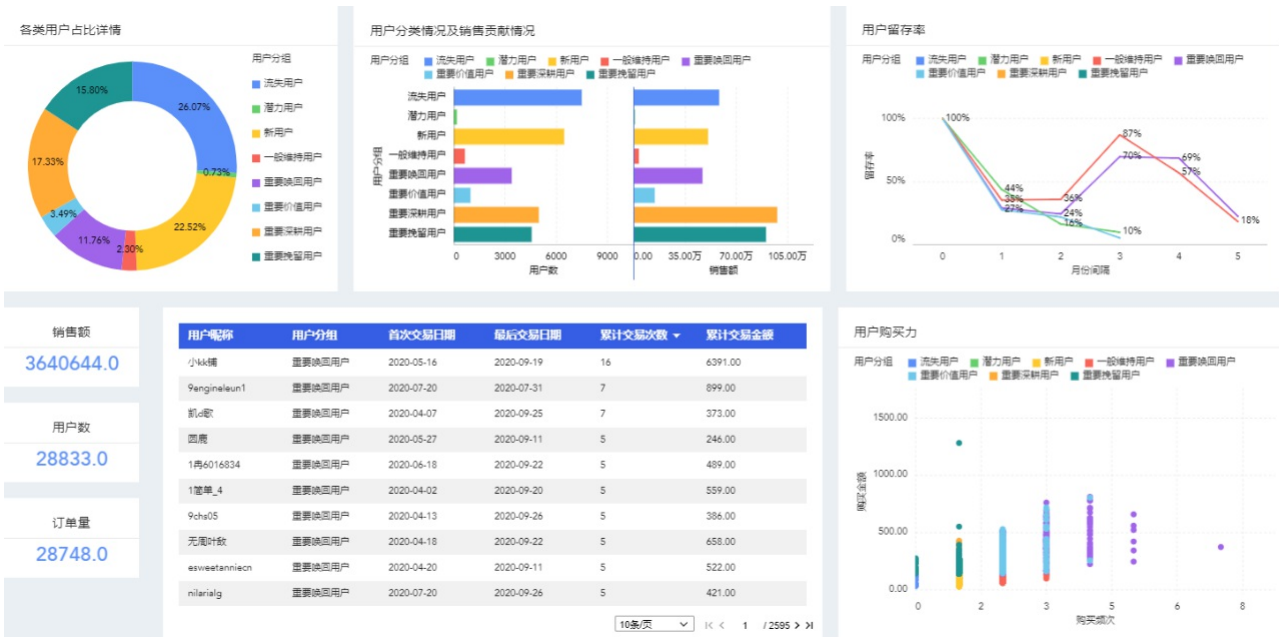 各类用户占比详情
用户分组
流失用户
潜力用户
新用户
一般维持用户
重要唤回用户
重要价值用户
重要深耕用户
重要挽留用户
15.80%
26.07%
17.33%
0.73%
3.49%
22.52%
11.76%
2.30%
用户分类情况及销售贡献情况
用户分组 流失用户 潜力用户 新用户 一般维持用户 重要唤回用户
重要价值用户 重要深耕用户 重要挽留用户
用户分组
流失用户
潜力用户
新用户
一般维持用户
重要唤回用户
重要价值用户
重要深耕用户
重要挽留用户
0 3000 6000 9000 0.00 35.00万 70.00万 105.00万
用户数 销售额
用户留存率
用户分组 流失用户 潜力用户 新用户 一般维持用户 重要唤回用户
重要价值用户 重要深耕用户 重要挽留用户
留存率
100%
50%
0%
100%
87%
70%
69%
57%
44%
35%
36%
27%
24%
16%
10%
18%
0 1 2 3 4 5
月份间隔
销售额
3640644.0
用户数
28833.0
订单量
28748.0
用户昵称 用户分组 首次交易日期 最后交易日期 累计交易次数 累计交易金额
小kk铺 重要唤回用户 2020-05-16 2020-09-19 16 6391.00
9engineleun1 重要唤回用户 2020-07-20 2020-07-31 7 899.00
凯d歌 重要唤回用户 2020-04-07 2020-09-25 7 373.00
圆鹿 重要唤回用户 2020-05-27 2020-09-11 5 246.00
1冉6016834 重要唤回用户 2020-06-18 2020-09-22 5 489.00
1简单_4 重要唤回用户 2020-04-02 2020-09-20 5 559.00
9chs05 重要唤回用户 2020-04-13 2020-09-26 5 386.00
无周叶敜 重要唤回用户 2020-04-18 2020-09-22 5 658.00
esweetanniecn 重要唤回用户 2020-04-20 2020-09-11 5 522.00
nilarialg 重要唤回用户 2020-07-20 2020-09-26 5 421.00
10条/页 1 / 2595
用户购买力
用户分组 流失用户 潜力用户 新用户 一般维持用户 重要唤回用户
重要价值用户 重要深耕用户 重要挽留用户
购买金额
1500.00
1000.00
500.00
0.00
0 2 3 5 6 8
购买频次